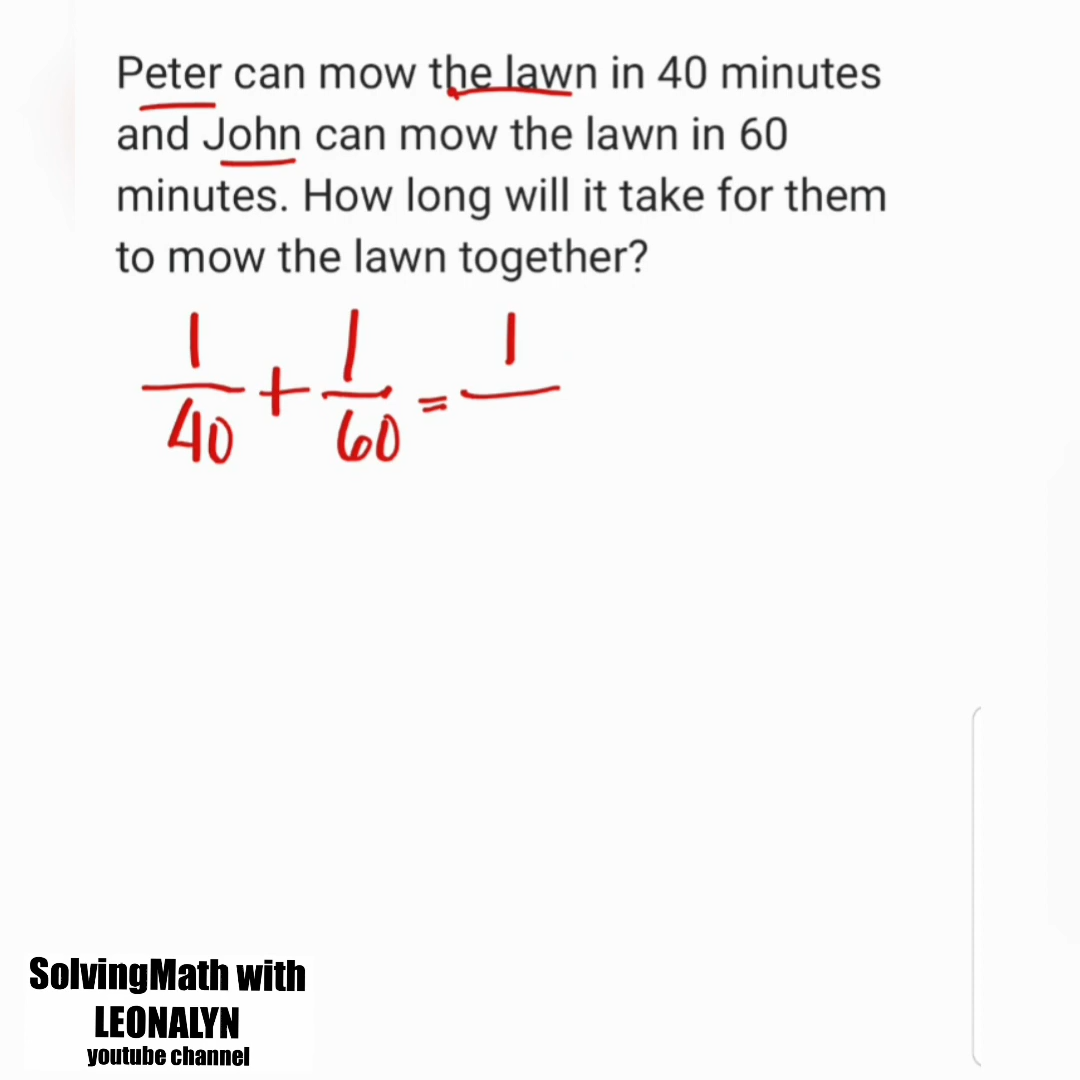 Peter can mow the lawn in 40 minutes
and John can mow the lawn in 60
minutes. How long will it take for them
to mow the lawn together?
1/40 + 1/60 = 1/
SolvingMath with
LEONALYN
youtube channel